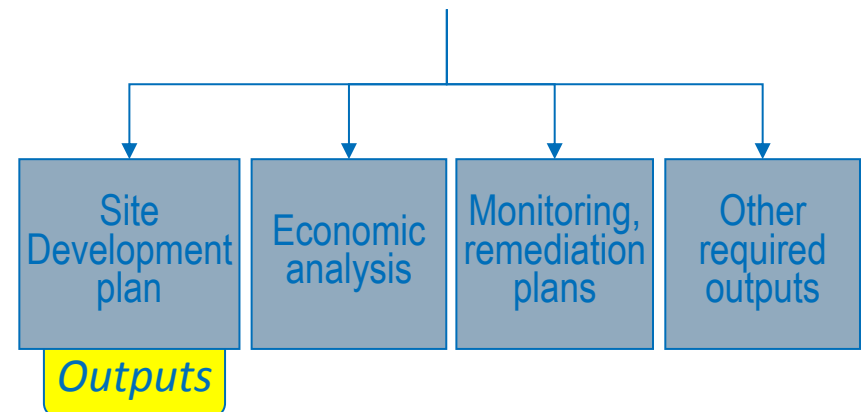 Site
Development
plan
Economic
analysis
Monitoring,
remediation
plans
Other
required
outputs
Outputs